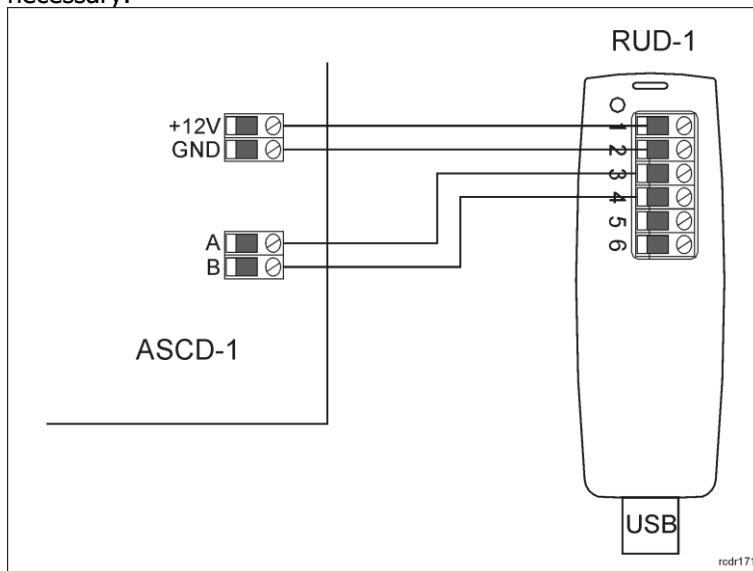 necessary.
RUD-1
+12V
GND
A
B
1
2
3
4
5
6
ASCD-1
USB
rcdr171